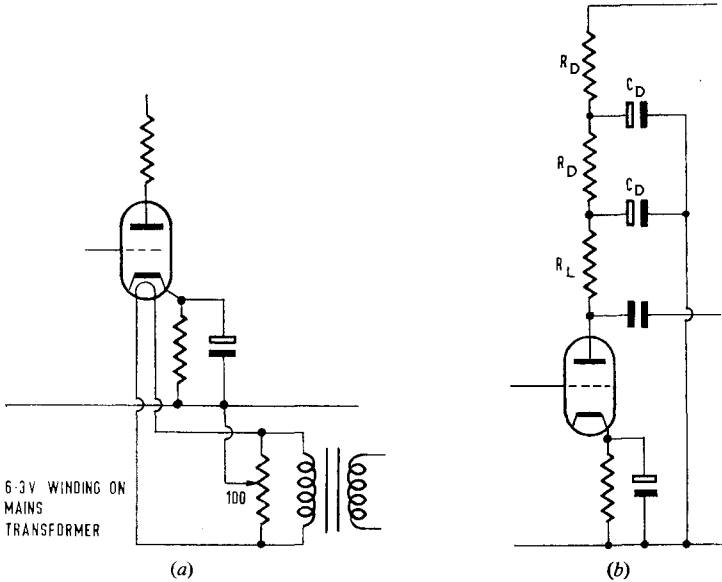 R_D
C_D
R_D
C_D
R_L
6·3V WINDING ON
MAINS
TRANSFORMER
100
(a)
(b)